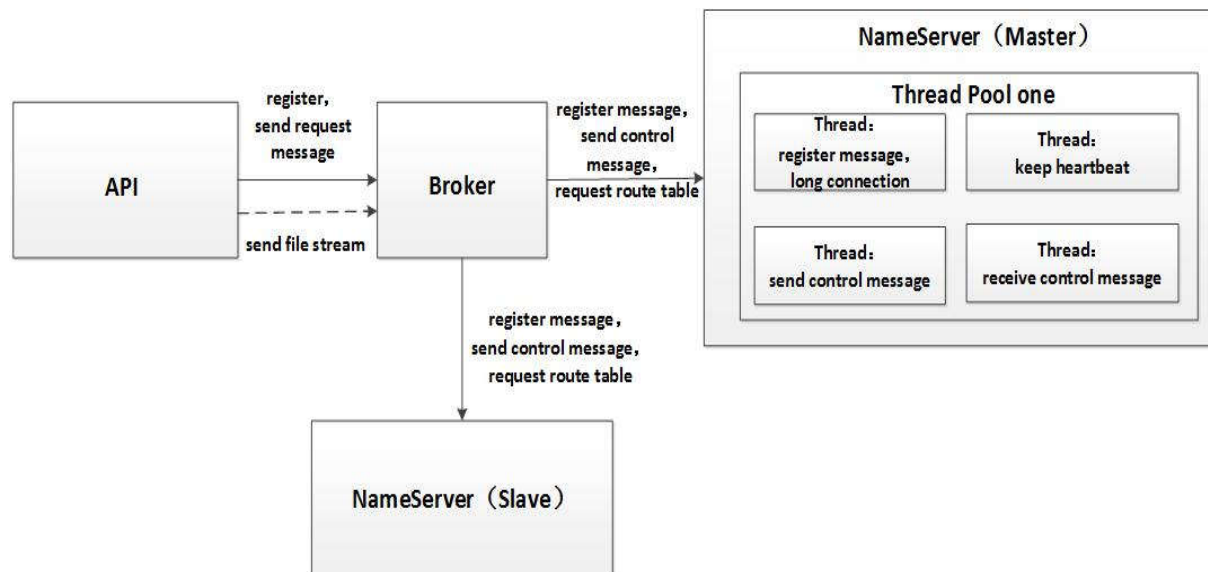 API
register,
send request
message
send file stream
Broker
register message,
send control
message,
request route table
NameServer（Master）
Thread Pool one
Thread：
register message,
long connection
Thread：
keep heartbeat
Thread：
send control message
Thread：
receive control message
register message,
send control message,
request route table
NameServer（Slave）